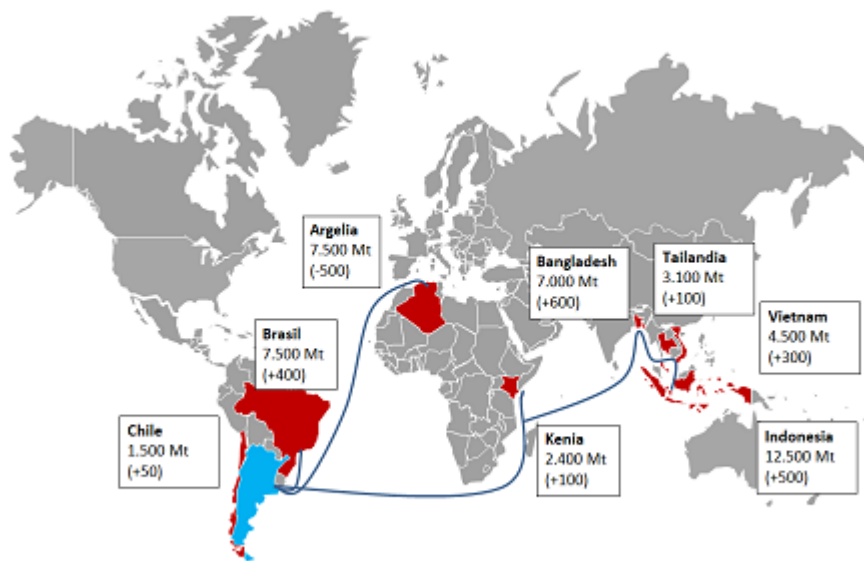 Argelia
7.500 Mt
(-500)
Bangladesh
7.000 Mt
(+600)
Tailandia
3.100 Mt
(+100)
Vietnam
4.500 Mt
(+300)
Brasil
7.500 Mt
(+400)
Chile
1.500 Mt
(+50)
Kenia
2.400 Mt
(+100)
Indonesia
12.500 Mt
(+500)